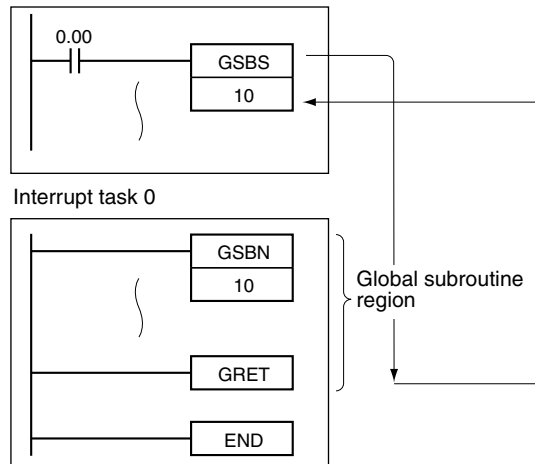 0.00
GSBS
10
Interrupt task 0
GSBN
10
Global subroutine
region
GRET
END